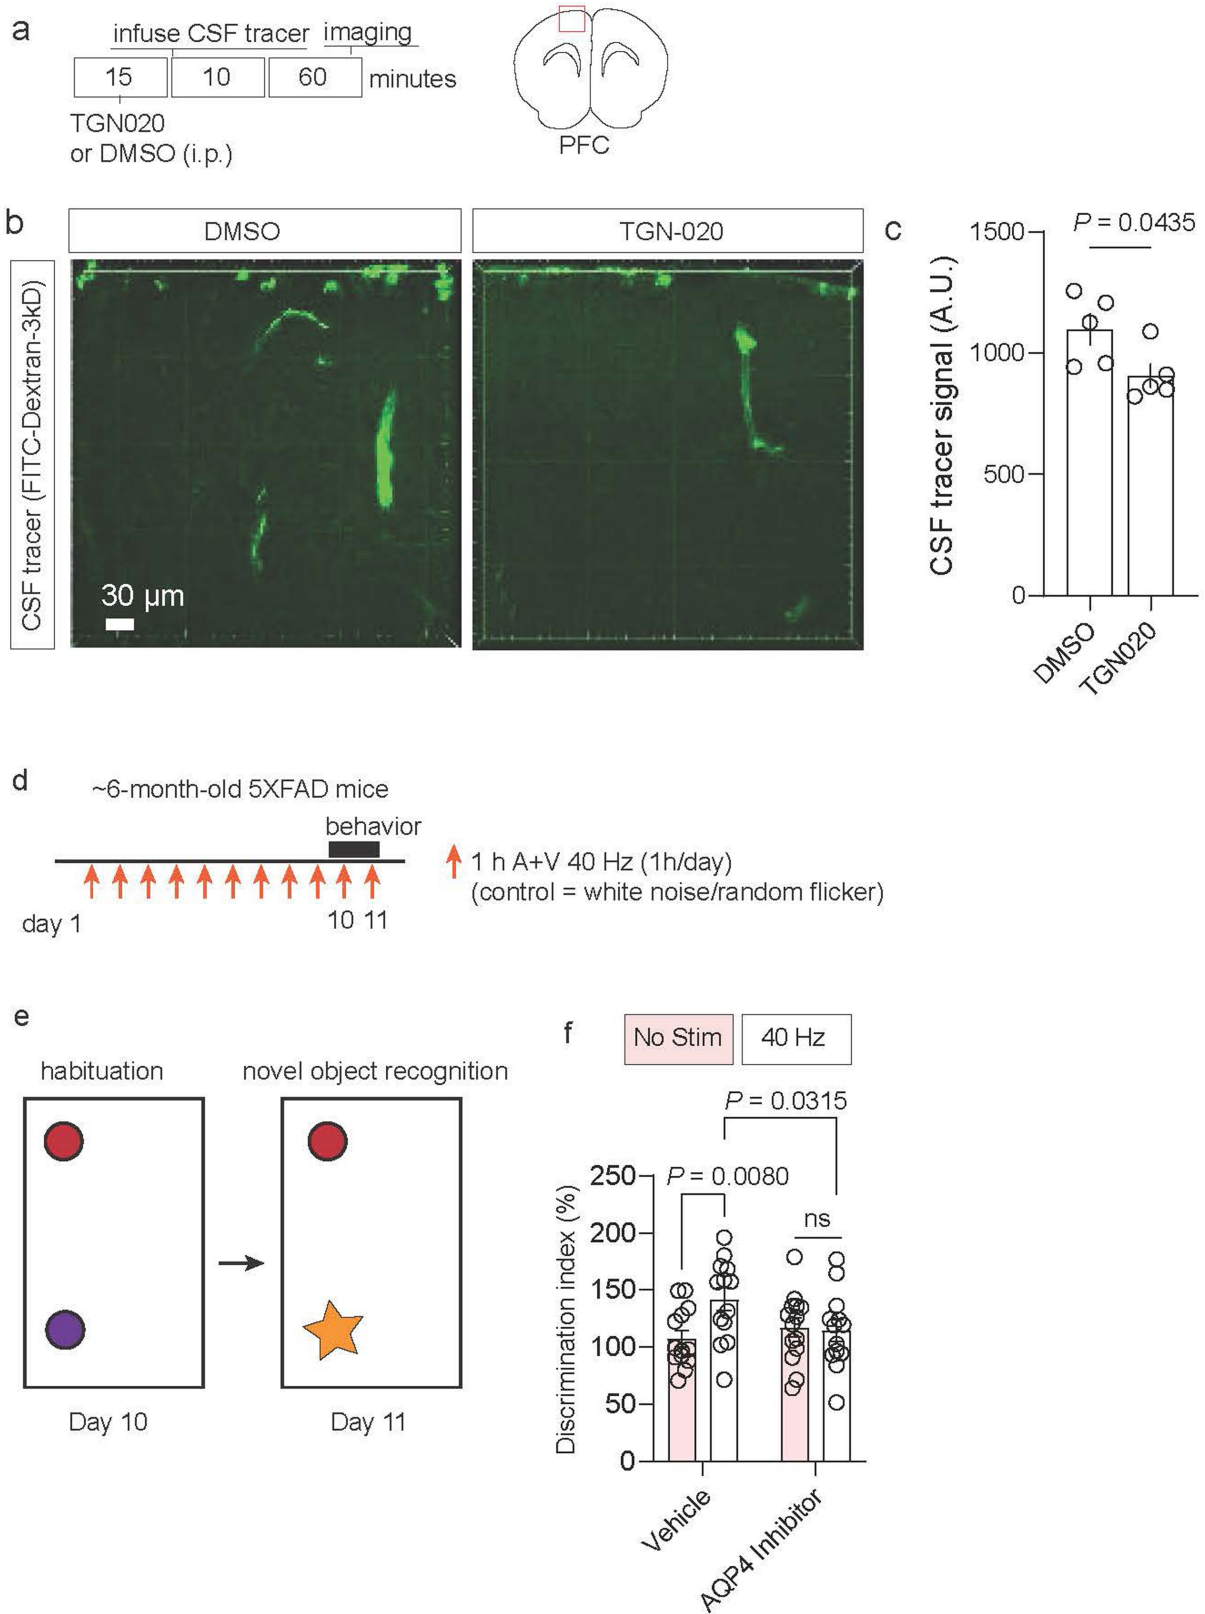 a
infuse CSF tracer imaging
15 10 60 minutes
TGN020
or DMSO (i.p.)
PFC
b
DMSO TGN-020
CSF tracer (FITC-Dextran-3kD)
30 µm
c
P = 0.0435
1500
1000
500
0
CSF tracer signal (A.U.)
DMSO TGN020
d
~6-month-old 5XFAD mice
behavior
day 1 10 11
1 h A+V 40 Hz (1h/day)
(control = white noise/random flicker)
e
habituation novel object recognition
Day 10 Day 11
f
No Stim 40 Hz
P = 0.0315
P = 0.0080
ns
250
200
150
100
50
0
Discrimination index (%)
Vehicle AQP4 Inhibitor